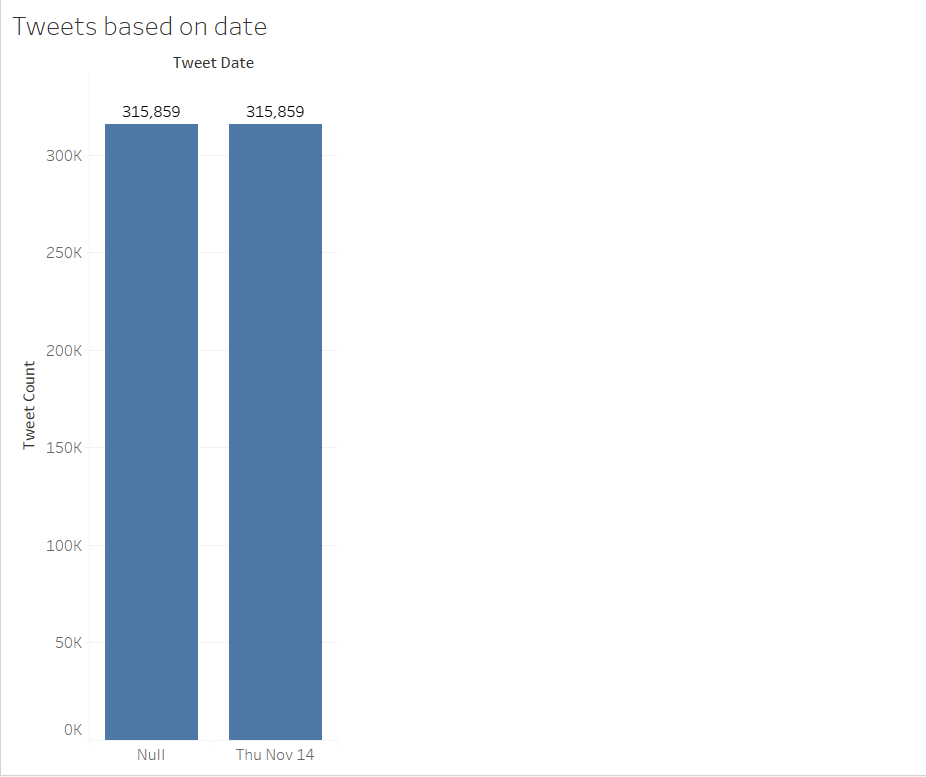 Tweets based on date
Tweet Date
315,859 315,859
300K
250K
200K
150K
100K
50K
0K
Tweet Count
Null Thu Nov 14